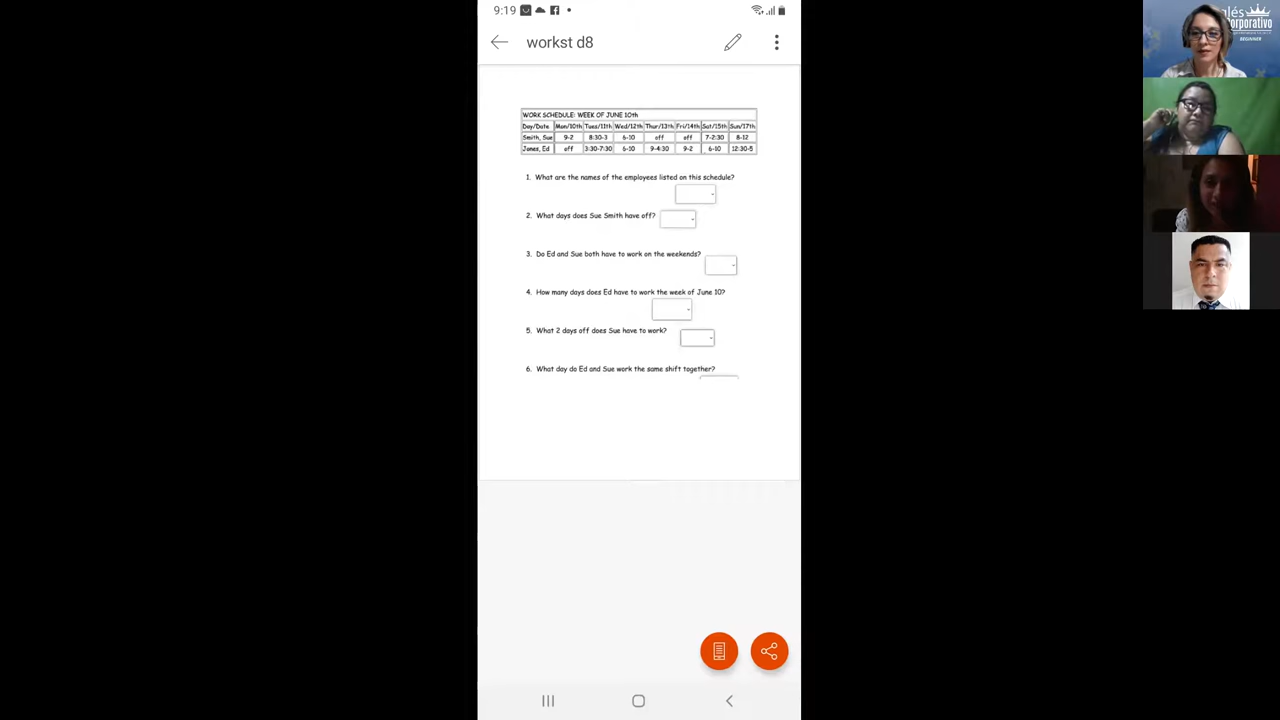 9:19
workst d8
WORK SCHEDULE: WEEK OF JUNE 10th
Day/Date Mon/10th Tues/11th Wed/12th Thur/13th Fri/14th Sat/15th Sun/17th
Smith, Sue 9-2 8:30-3 6-10 off off 7-2:30 8-12
Jones, Ed off 3:30-7:30 6-10 9-4:30 9-2 6-10 12:30-5
1. What are the names of the employees listed on this schedule?
2. What days does Sue Smith have off?
3. Do Ed and Sue both have to work on the weekends?
4. How many days does Ed have to work the week of June 10?
5. What 2 days off does Sue have to work?
6. What day do Ed and Sue work the same shift together?
BEGINNER